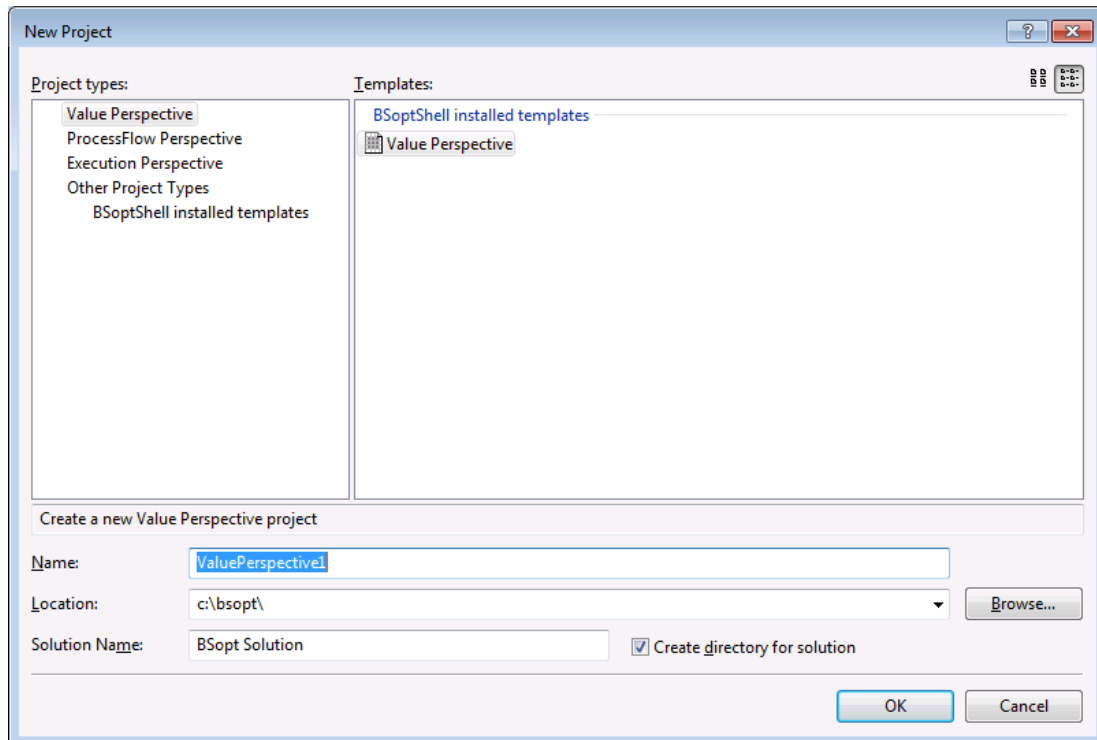 New Project
Project types:
Templates:
Value Perspective
ProcessFlow Perspective
Execution Perspective
Other Project Types
BSoptShell installed templates
BSoptShell installed templates
Value Perspective
Create a new Value Perspective project
Name:
ValuePerspective1
Location:
c:\bsopt\
Browse...
Solution Name:
BSopt Solution
Create directory for solution
OK
Cancel